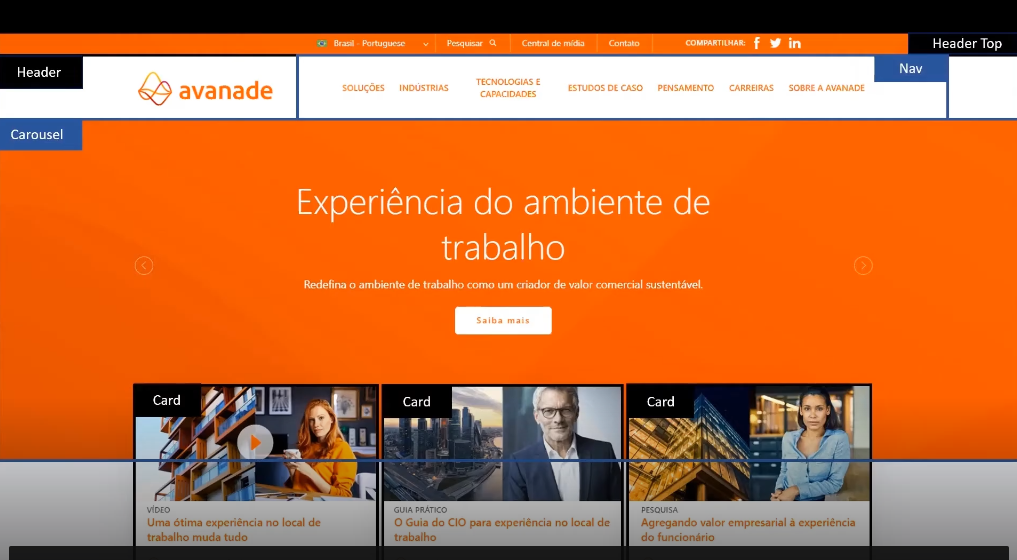 Brasil - Portuguese
Pesquisar
Central de mídia
Contato
COMPARTILHAR:
Header Top
Header
avanade
SOLUÇÕES
INDÚSTRIAS
TECNOLOGIAS E
CAPACIDADES
ESTUDOS DE CASO
PENSAMENTO
CARREIRAS
SOBRE A AVANADE
Nav
Carousel
Experiência do ambiente de
trabalho
Redefina o ambiente de trabalho como um criador de valor comercial sustentável.
Saiba mais
Card
VÍDEO
Uma ótima experiência no local de
trabalho muda tudo
Card
GUIA PRÁTICO
O Guia do CIO para experiência no local de
trabalho
Card
PESQUISA
Agregando valor empresarial à experiência
do funcionário